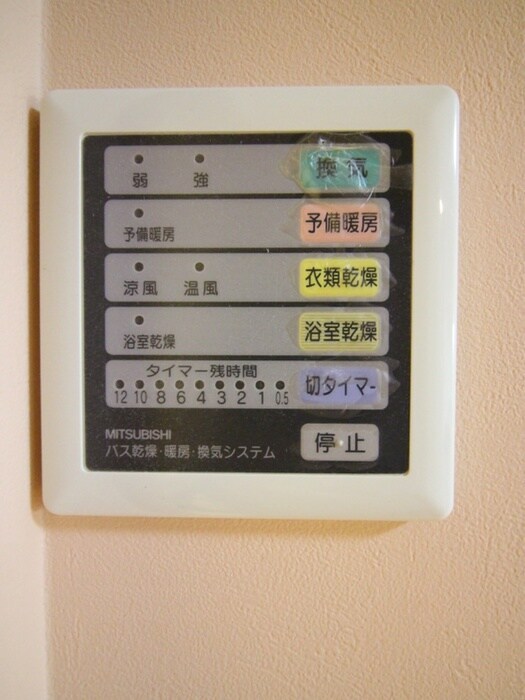 弱 強 換気
予備暖房 予備暖房
涼風 温風 衣類乾燥
浴室乾燥 浴室乾燥
タイマー残時間
12 10 8 6 4 3 2 1 0.5 切タイマー
MITSUBISHI 停止
バス乾燥・暖房・換気システム